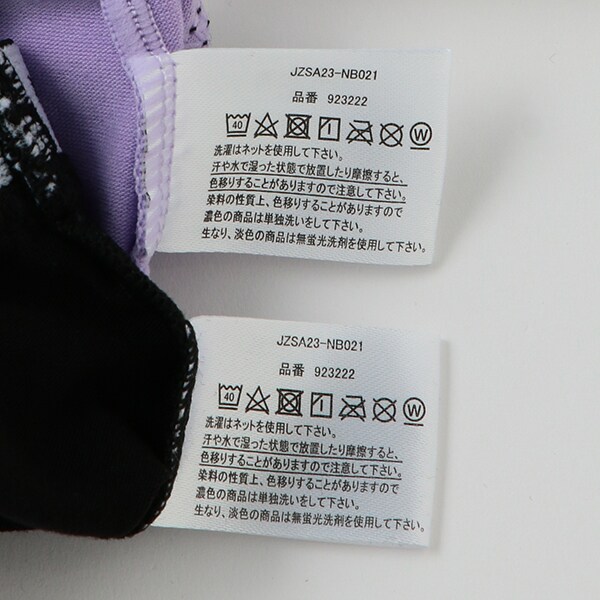 JZSA23-NB021
品番 923222
40 W
洗濯はネットを使用して下さい。
汗や水で湿った状態で放置したり摩擦すると、
色移りすることがありますので注意して下さい。
染料の性質上、色移りすることがありますので
濃色の商品は単独洗いをして下さい。
生なり、淡色の商品は無蛍光洗剤を使用して下さい。
JZSA23-NB021
品番 923222
40 W
洗濯はネットを使用して下さい。
汗や水で湿った状態で放置したり摩擦すると、
色移りすることがありますので注意して下さい。
染料の性質上、色移りすることがありますので
濃色の商品は単独洗いをして下さい。
生なり、淡色の商品は無蛍光洗剤を使用して下さい。